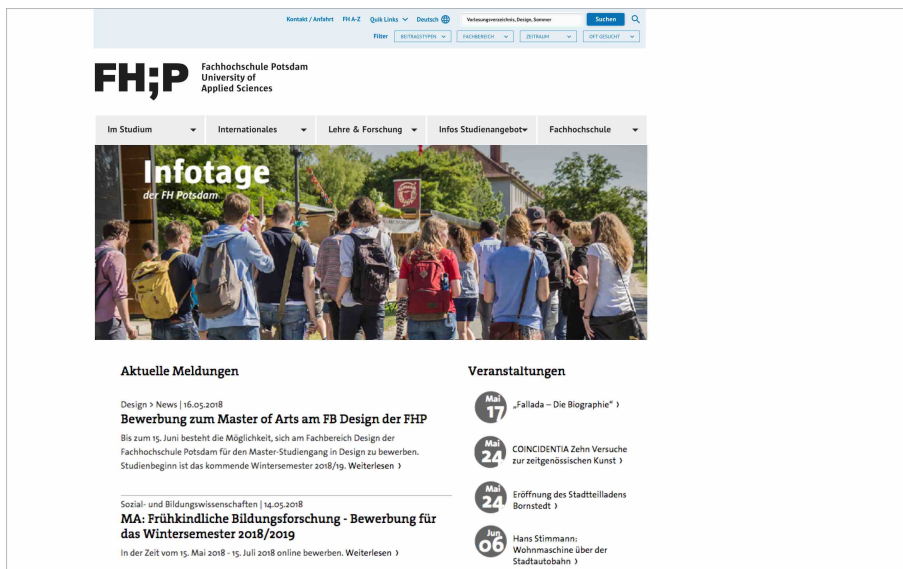 Kontakt / Anfahrt FH A-Z Quik Links Deutsch Vorlesungsverzeichnis, Design, Sommer Suchen
Filter BEITRAGSTYPEN FACHBEREICH ZEITRAUM OFT GESUCHT
FH;P
Fachhochschule Potsdam
University of
Applied Sciences
Im Studium Internationales Lehre & Forschung Infos Studienangebot Fachhochschule
Infotage
der FH Potsdam
Aktuelle Meldungen
Design > News | 16.05.2018
Bewerbung zum Master of Arts am FB Design der FHP
Bis zum 15. Juni besteht die Möglichkeit, sich am Fachbereich Design der
Fachhochschule Potsdam für den Master-Studiengang in Design zu bewerben.
Studienbeginn ist das kommende Wintersemester 2018/19. Weiterlesen ›
Sozial- und Bildungswissenschaften | 14.05.2018
MA: Frühkindliche Bildungsforschung - Bewerbung für
das Wintersemester 2018/2019
In der Zeit vom 15. Mai 2018 - 15. Juli 2018 online bewerben. Weiterlesen ›
Veranstaltungen
Mai
17
„Fallada – Die Biographie“ ›
Mai
24
COINCIDENTIA Zehn Versuche
zur zeitgenössischen Kunst ›
Mai
24
Eröffnung des Stadtteilladens
Bornstedt ›
Jun
06
Hans Stimmann:
Wohnmaschine über der
Stadtautobahn ›